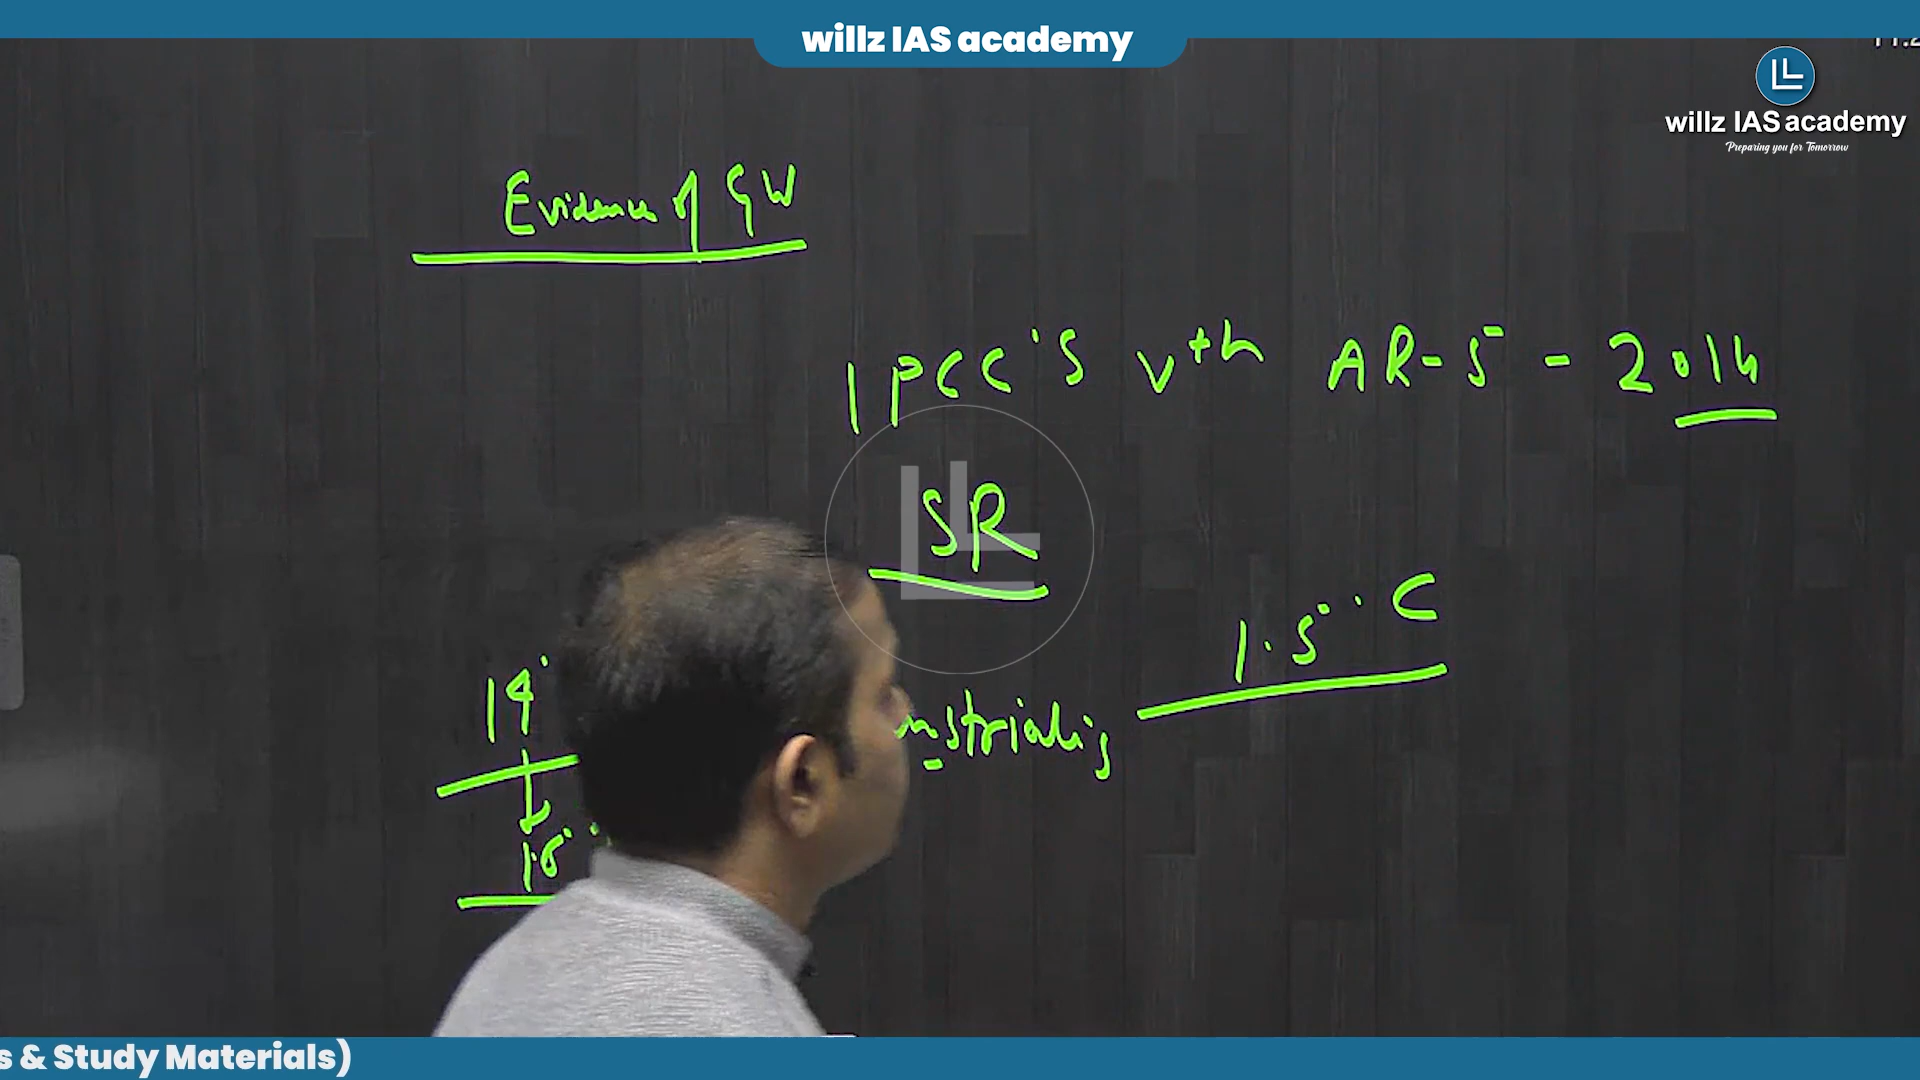 willz IAS academy
willz IAS academy
Preparing you for Tomorrow
Evidence of GW
IPCC'S Vth AR-5 - 2014
SR
1.5° C
14°
15°
s & Study Materials)